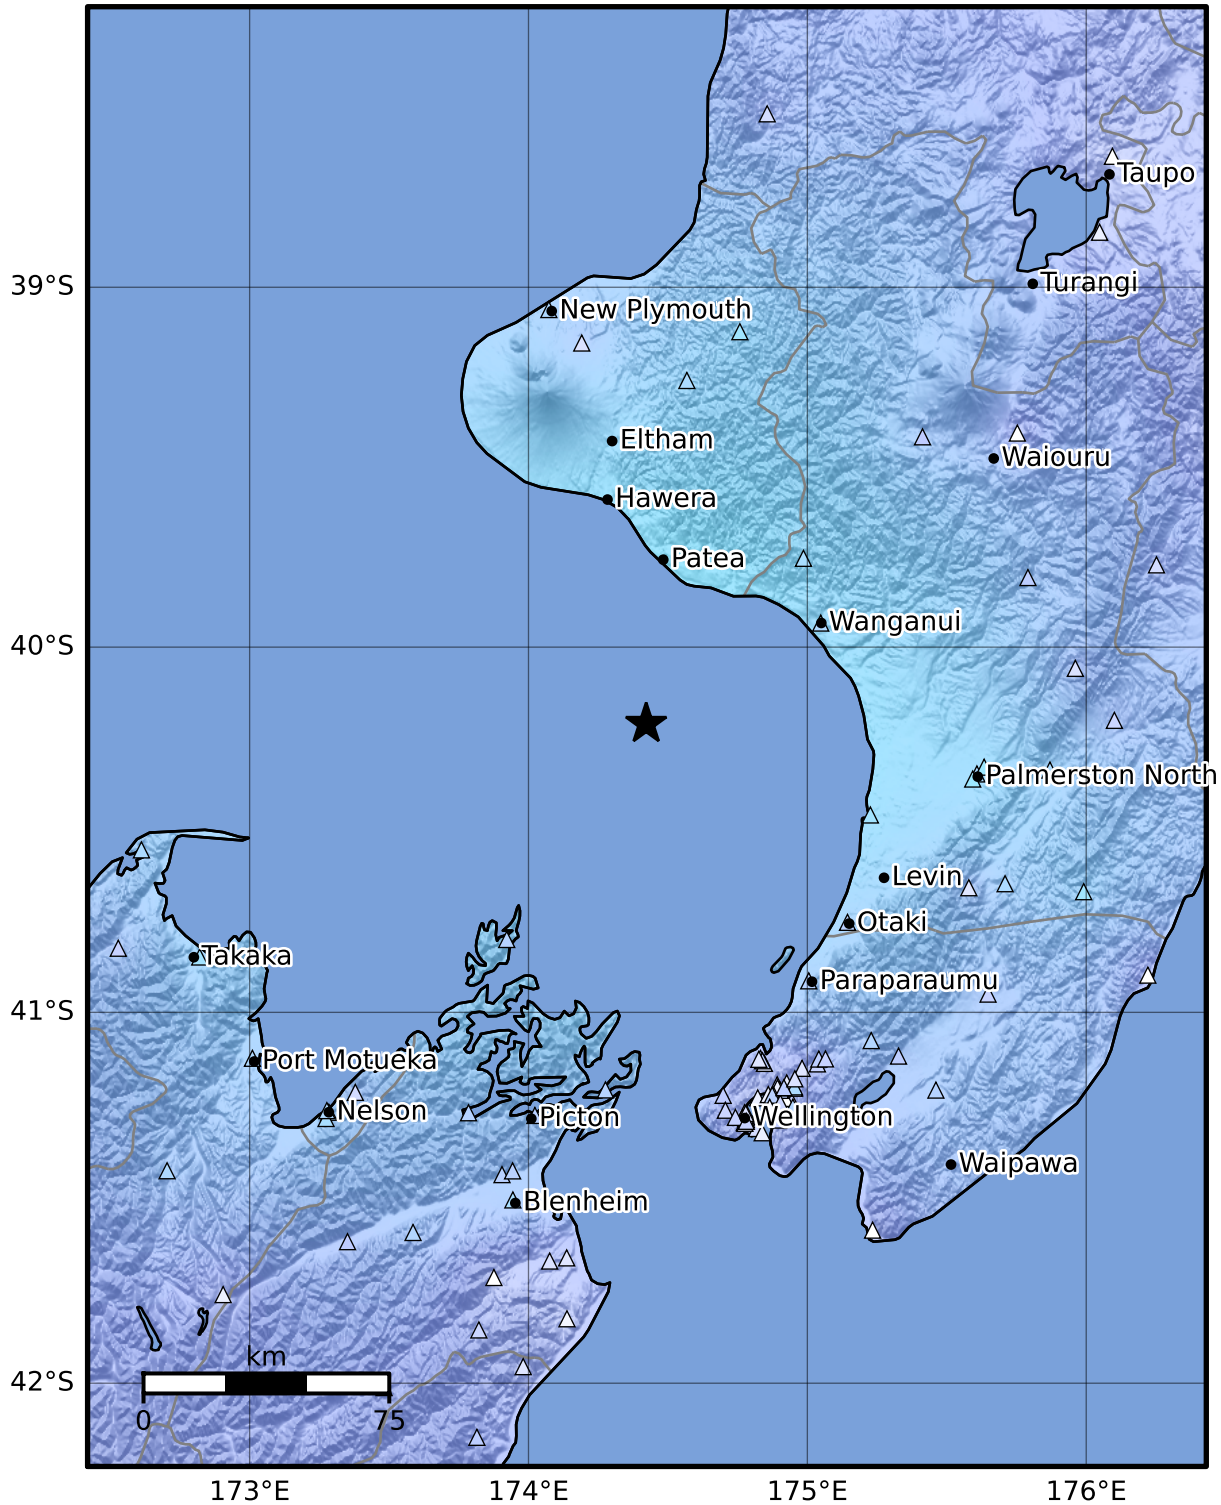 Taupo
Turangi
39°S
New Plymouth
Eltham
Waiouru
Hawera
Patea
Wanganui
40°S
Palmerston North
Levin
Otaki
Takaka
Paraparaumu
41°S
Port Motueka
Nelson
Picton
Wellington
Waipawa
Blenheim
km
42°S
0
75
173°E
174°E
175°E
176°E